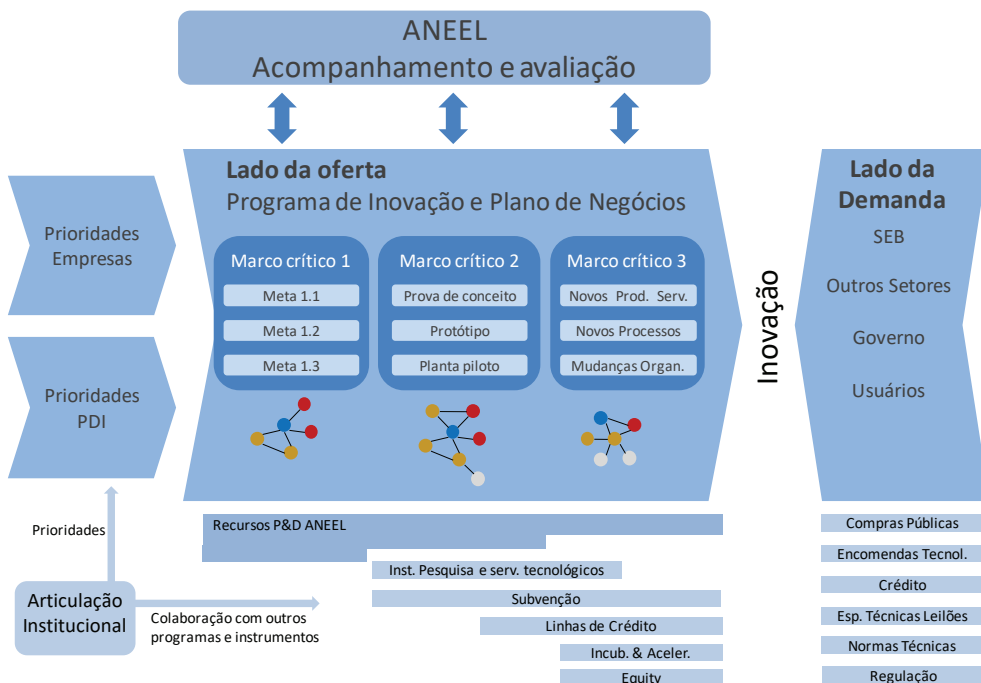 ANEEL
Acompanhamento e avaliação
Prioridades
Empresas
Prioridades
PDI
Lado da oferta
Programa de Inovação e Plano de Negócios
Marco crítico 1
Meta 1.1
Meta 1.2
Meta 1.3
Marco crítico 2
Prova de conceito
Protótipo
Planta piloto
Marco crítico 3
Novos Prod. Serv.
Novos Processos
Mudanças Organ.
Inovação
Lado da
Demanda
SEB
Outros Setores
Governo
Usuários
Prioridades
Articulação
Institucional
Colaboração com outros
programas e instrumentos
Recursos P&D ANEEL
Inst. Pesquisa e serv. tecnológicos
Subvenção
Linhas de Crédito
Incub. & Aceler.
Equity
Compras Públicas
Encomendas Tecnol.
Crédito
Esp. Técnicas Leilões
Normas Técnicas
Regulação